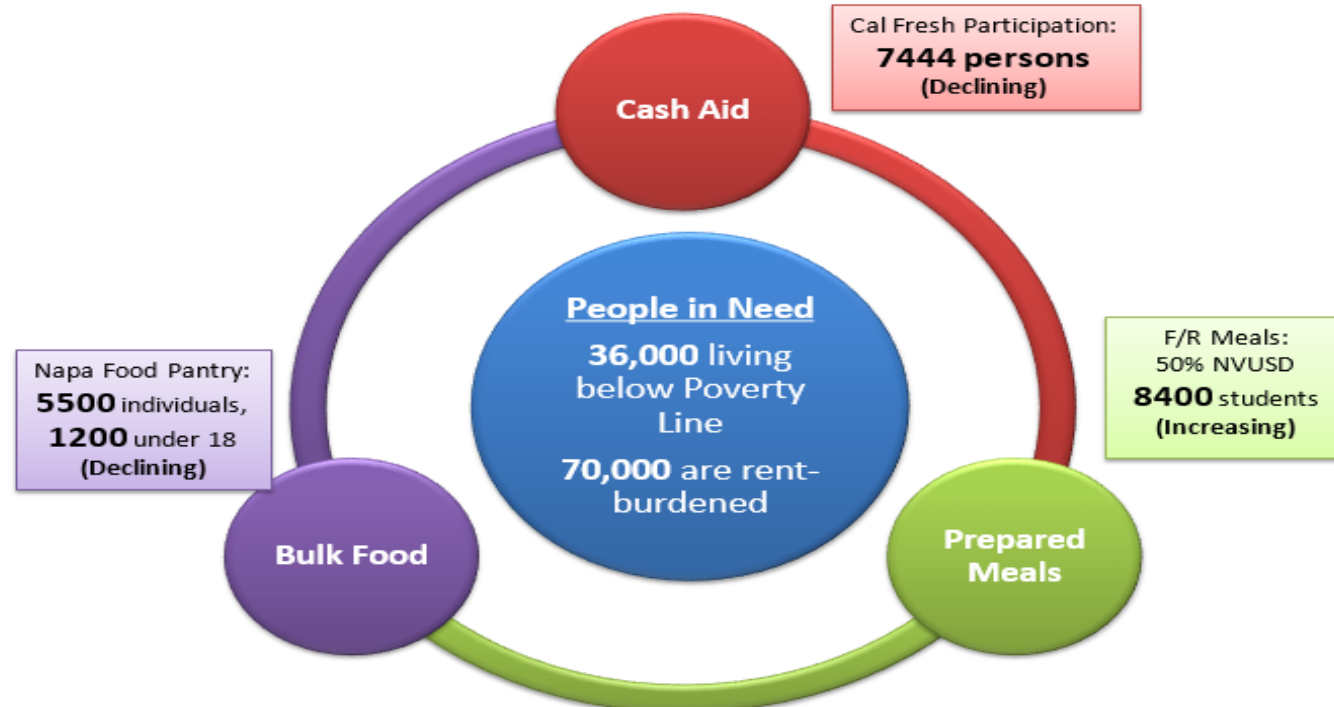 Cal Fresh Participation:
7444 persons
(Declining)
Cash Aid
People in Need
36,000 living
below Poverty
Line
70,000 are rent-
burdened
Napa Food Pantry:
5500 individuals,
1200 under 18
(Declining)
F/R Meals:
50% NVUSD
8400 students
(Increasing)
Bulk Food
Prepared
Meals